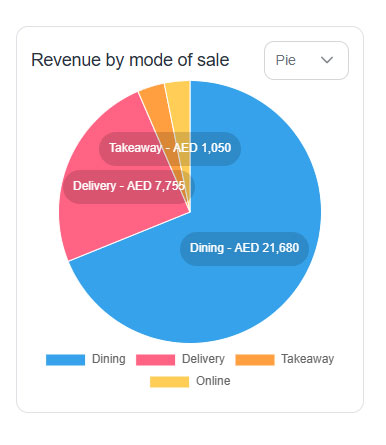 Revenue by mode of sale
Pie
Takeaway - AED 1,050
Delivery - AED 7,755
Dining - AED 21,680
Dining
Delivery
Takeaway
Online